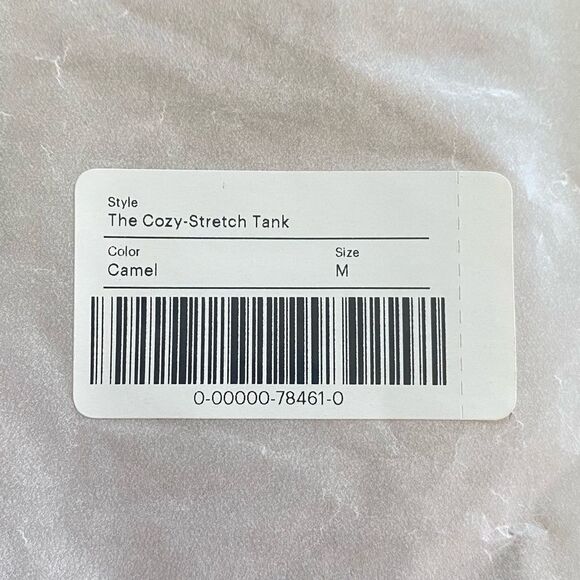 Style
The Cozy-Stretch Tank
Color Size
Camel M
0-00000-78461-0